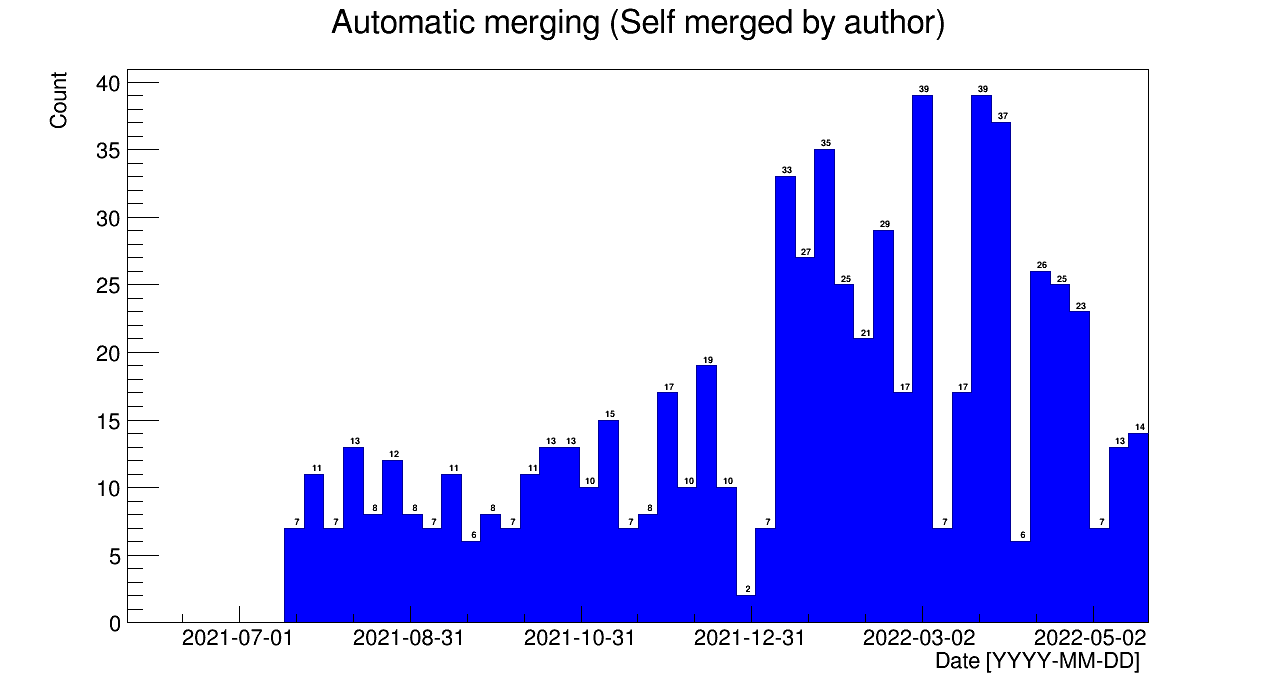 Automatic merging (Self merged by author)
Count
40
35
30
25
20
15
10
5
0
7 11 7 13 8 12 8 7 11 6 8 7 11 13 13 10 15 7 8 17 10 19 10 2 7 33 27 35 25 21 29 17 39 7 17 39 37 6 26 25 23 7 13 14
2021-07-01 2021-08-31 2021-10-31 2021-12-31 2022-03-02 2022-05-02
Date [YYYY-MM-DD]